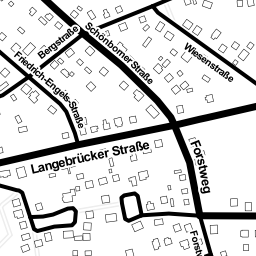 Bergstraße
Schönborner Straße
Wiesenstraße
Friedrich-Engels-Straße
Langebrücker Straße
Forstweg